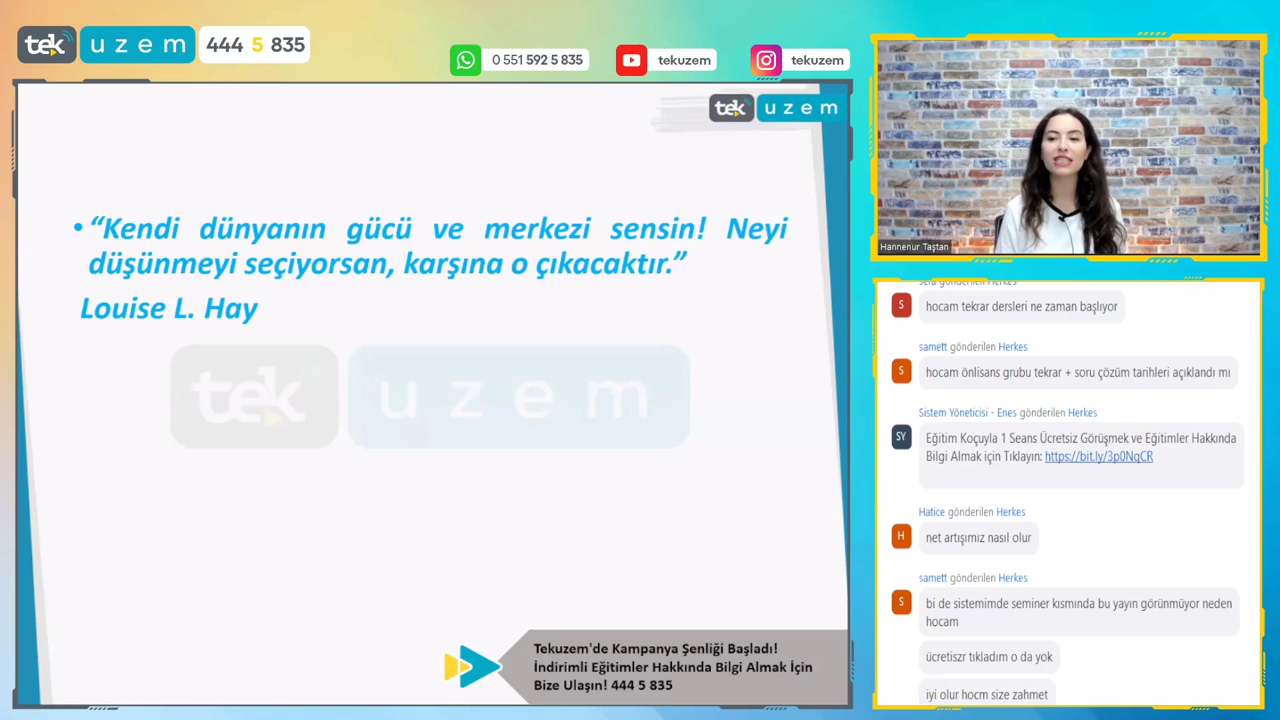 tek uzem 444 5 835
0 551 592 5 835
tekuzem
tekuzem
tek uzem
• “Kendi dünyanın gücü ve merkezi sensin! Neyi
düşünmeyi seçiyorsan, karşına o çıkacaktır.”
Louise L. Hay
tek uzem
Tekuzem'de Kampanya Şenliği Başladı!
İndirimli Eğitimler Hakkında Bilgi Almak İçin
Bize Ulaşın! 444 5 835
Hannenur Taştan
sera gönderilen Herkes
S
hocam tekrar dersleri ne zaman başlıyor
samett gönderilen Herkes
S
hocam önlisans grubu tekrar + soru çözüm tarihleri açıklandı mı
Sistem Yöneticisi - Enes gönderilen Herkes
SY
Eğitim Koçuyla 1 Seans Ücretsiz Görüşmek ve Eğitimler Hakkında
Bilgi Almak için Tıklayın: https://bit.ly/3p0NqCR
Hatice gönderilen Herkes
H
net artışımız nasıl olur
samett gönderilen Herkes
S
bi de sistemimde seminer kısmında bu yayın görünmüyor neden
hocam
ücretiszr tıkladım o da yok
iyi olur hocm size zahmet